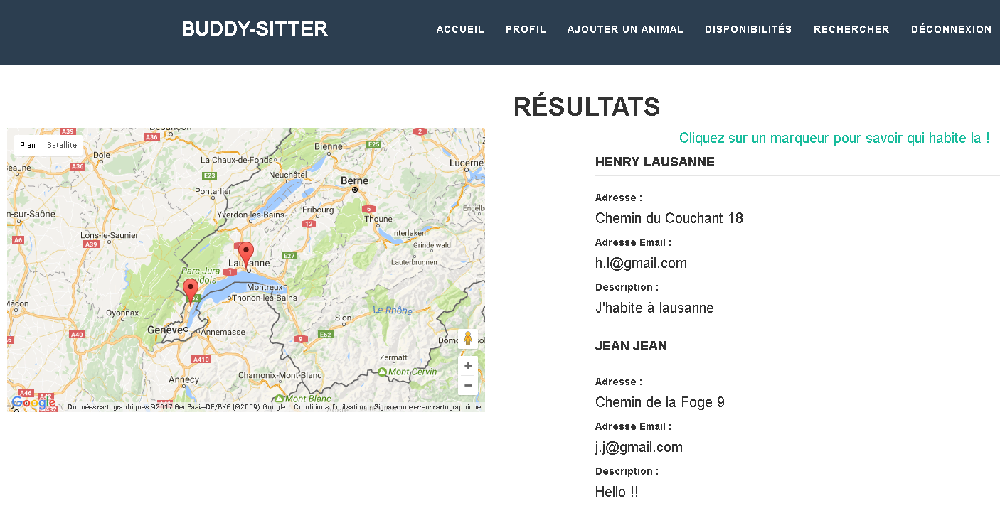 BUDDY-SITTER
ACCUEIL PROFIL AJOUTER UN ANIMAL DISPONIBILITÉS RECHERCHER DÉCONNEXION
RÉSULTATS
Cliquez sur un marqueur pour savoir qui habite la !
HENRY LAUSANNE
Adresse :
Chemin du Couchant 18
Adresse Email :
h.l@gmail.com
Description :
J'habite à lausanne
JEAN JEAN
Adresse :
Chemin de la Foge 9
Adresse Email :
j.j@gmail.com
Description :
Hello !!
Plan Satellite
A39
A36
2
Besançon
Dole
Bienne
E25
La Chaux-de-Fonds
Lucerne
eaune
A36
E23
Neuchâtel
Berne
Pontarlier
n-sur-Saône
Yverdon-les-Bains
Fribourg
6
Engelb
12
Thoune
Lons-le-Saunier
Interlaken
A6
A39
Grindelwald
E27
Lauterbrunnen
Lausanne
Parc Jura
vaudois
1
Montreux
Thonon-les-Bains
Mâcon
Oyonnax
Le Rhône
Sion
Genève
Annemasse
A40
9
E62
Zermatt
A410
Mont Cervin
Annecy
Chamonix-Mont-Blanc
+
−
A46
A42
Mont Blanc
Google
A432
Données cartographiques ©2017 GeoBasis-DE/BKG (©2009), Google Conditions d'utilisation Signaler une erreur cartographique